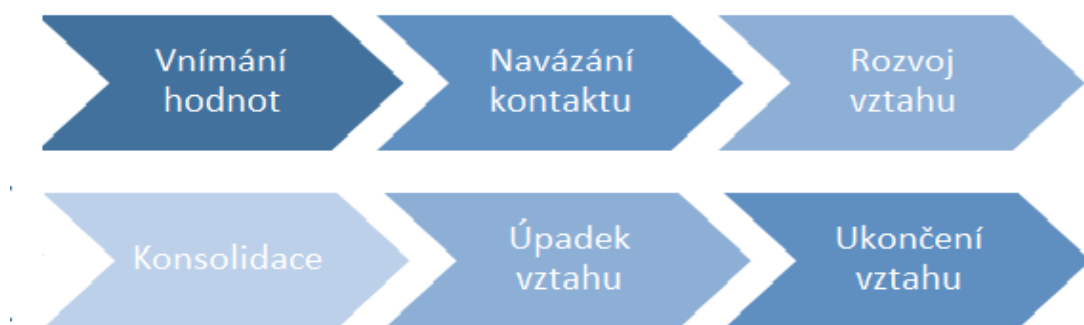 Vnímání
hodnot
Navázání
kontaktu
Rozvoj
vztahu
Konsolidace
Úpadek
vztahu
Ukončení
vztahu